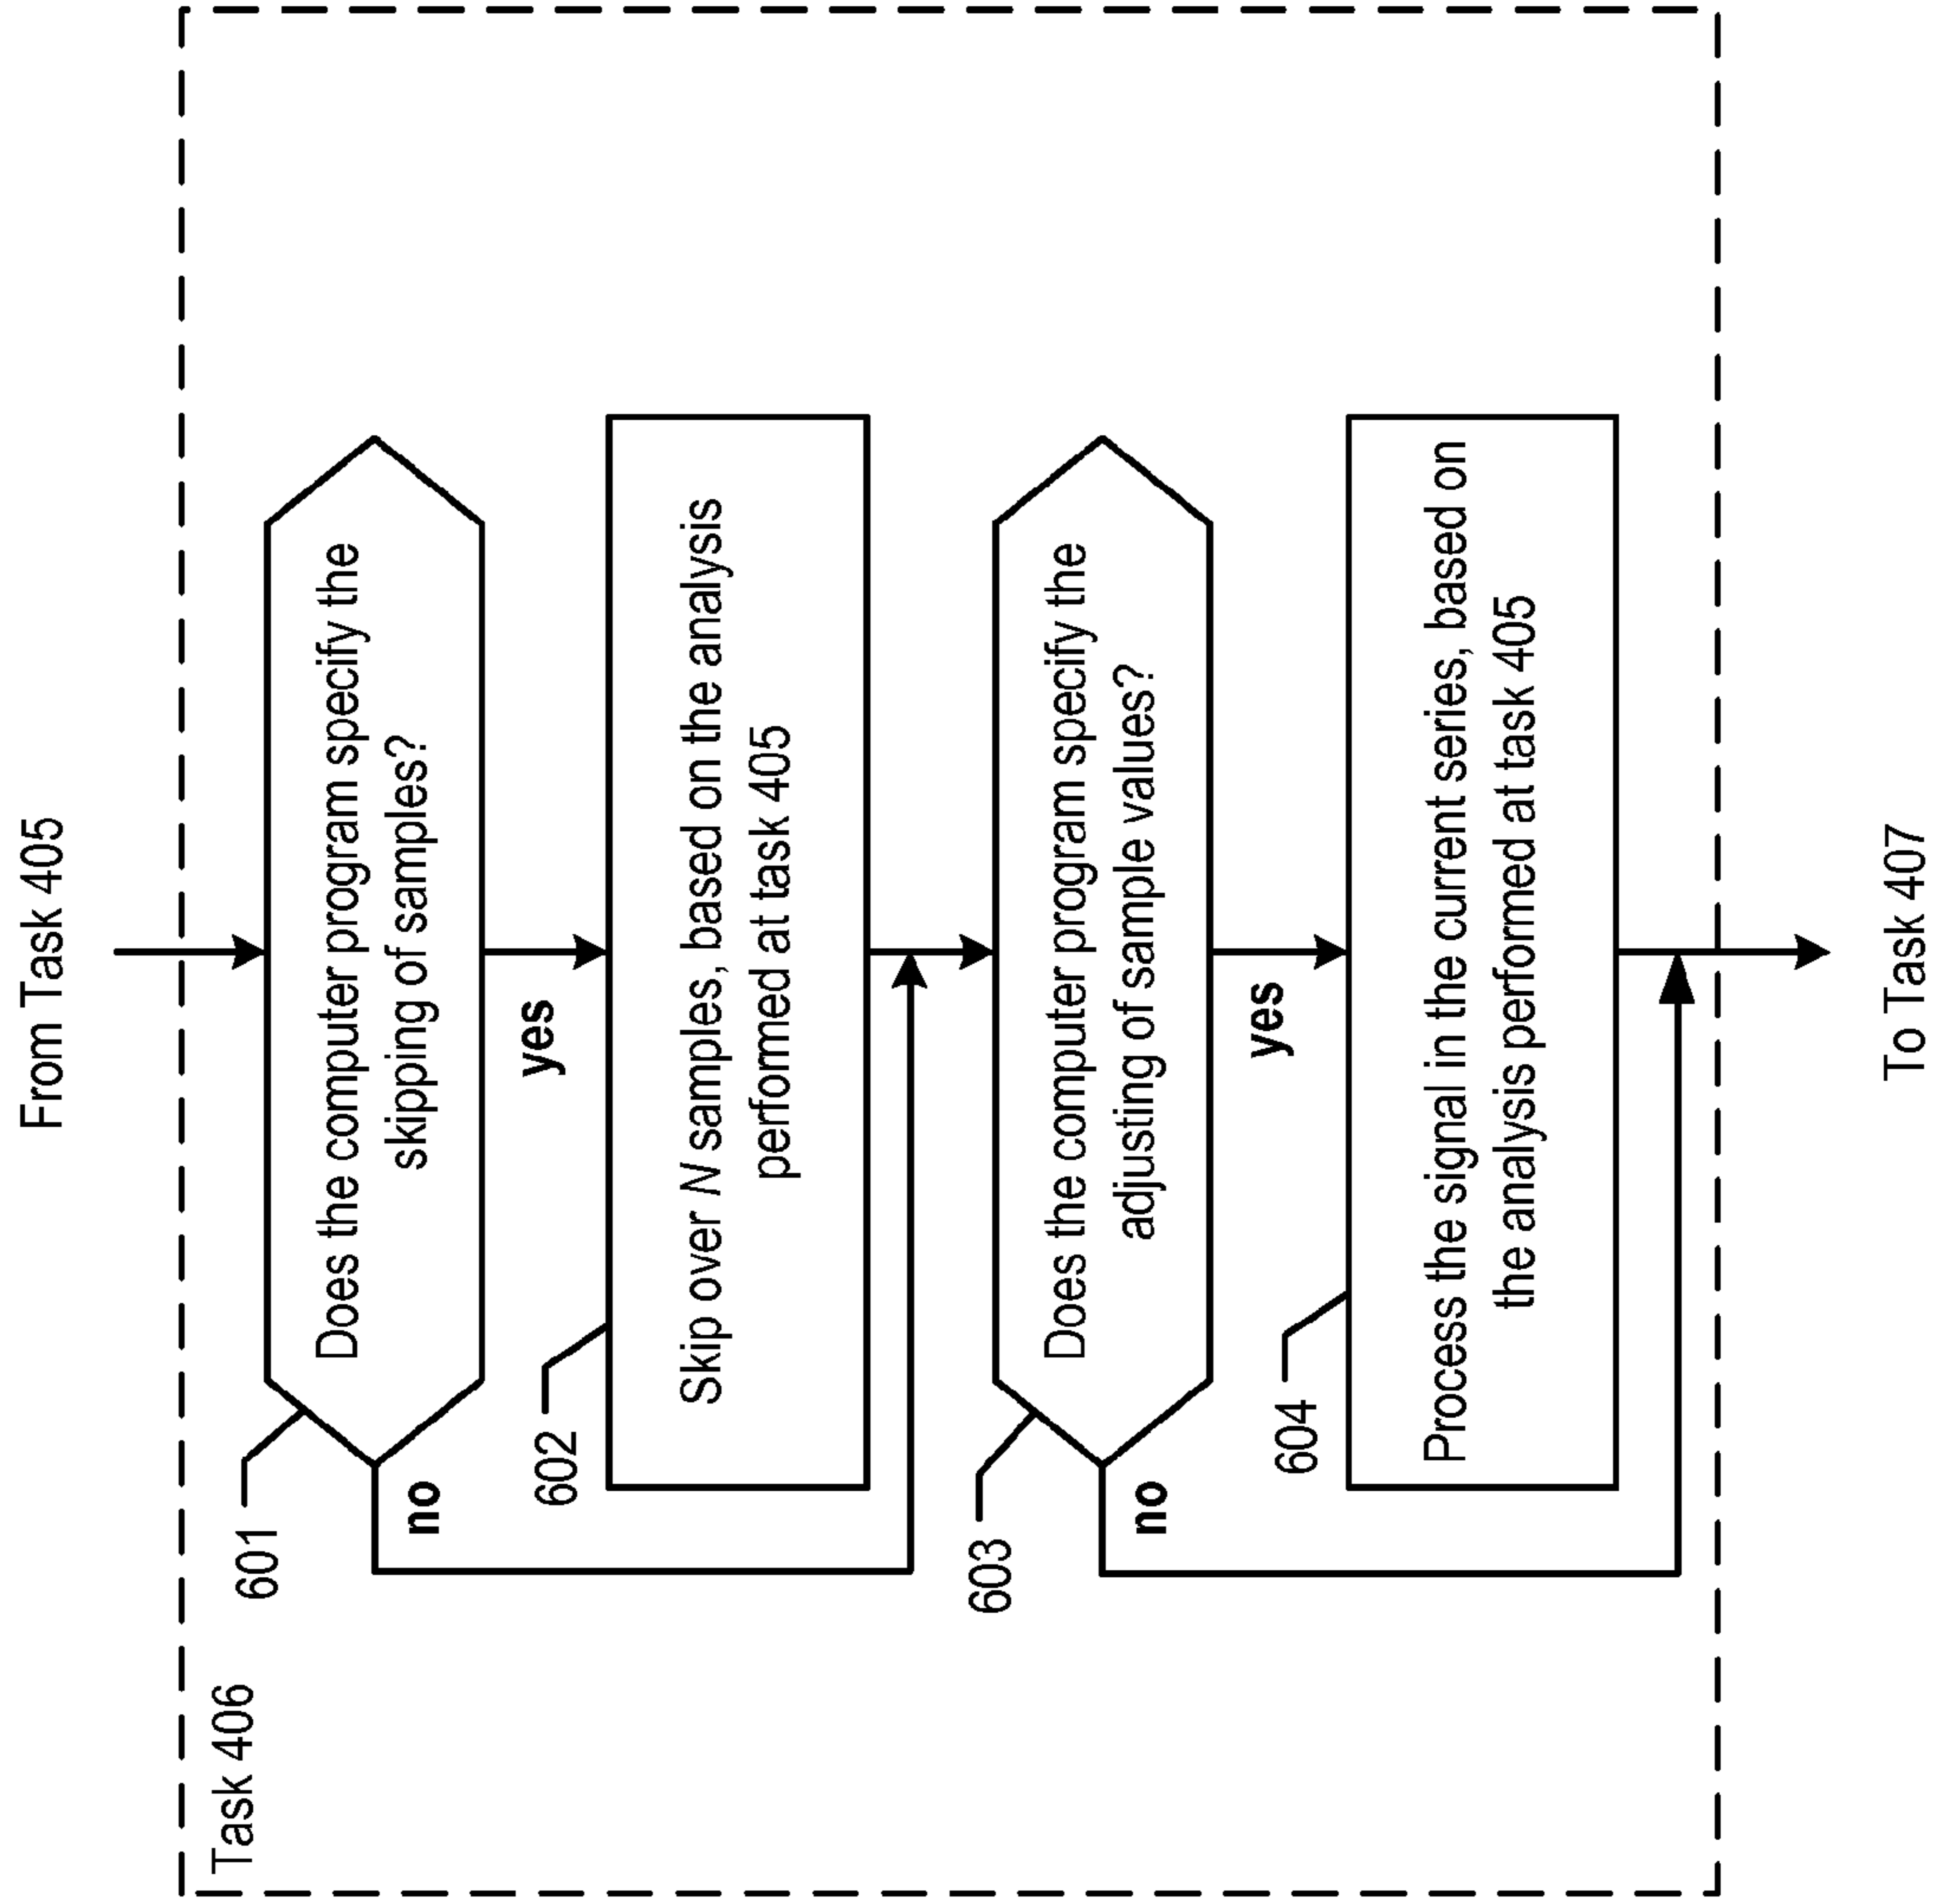 From Task 405
Task 406
601
Does the computer program specify the
skipping of samples?
no
yes
602
Skip over N samples, based on the analysis
perfomed at task 405
603
Does the computer program specify the
adjusting of sample values?
no
yes
604
Process the signal in the current series, based on
the analysis performed at task 405
To Task 407